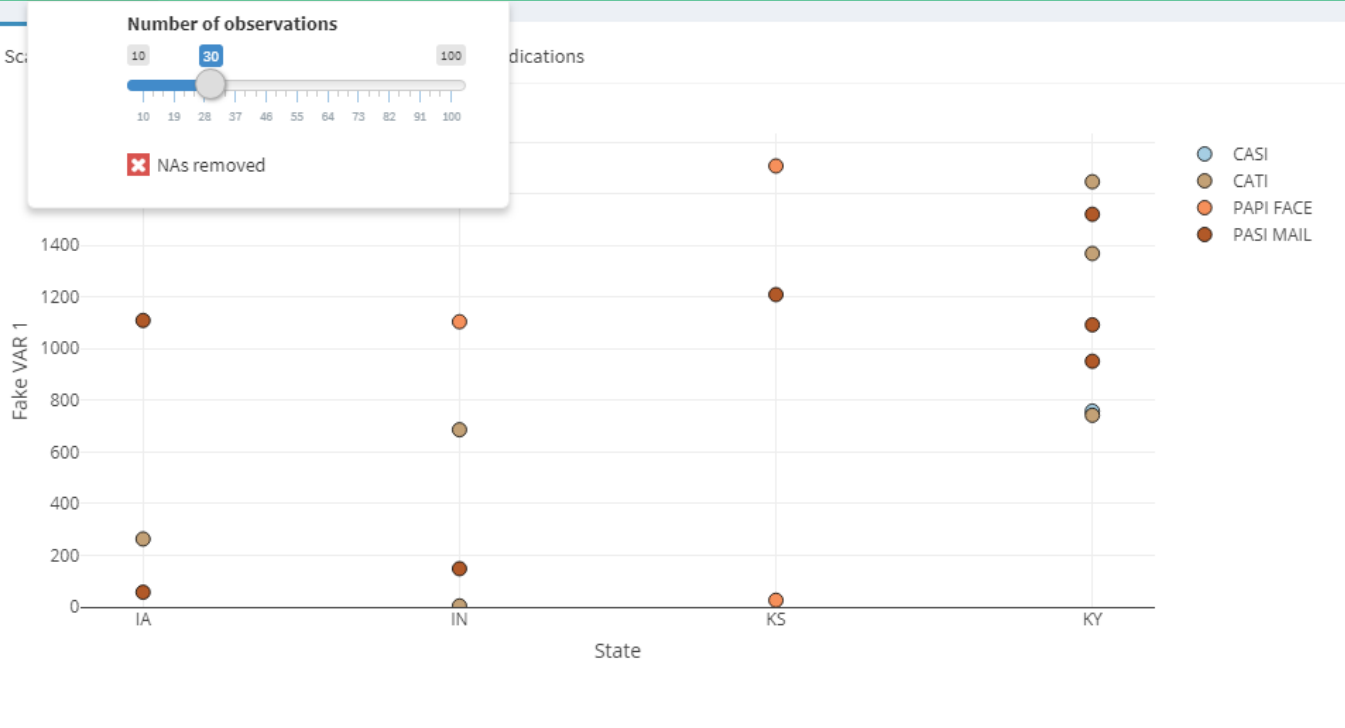 Number of observations
10 30 100
10 19 28 37 46 55 64 73 82 91 100
NAs removed
dications
CASI
CATI
PAPI FACE
PASI MAIL
1400
1200
1000
800
600
400
200
0
Fake VAR 1
IA IN KS KY
State